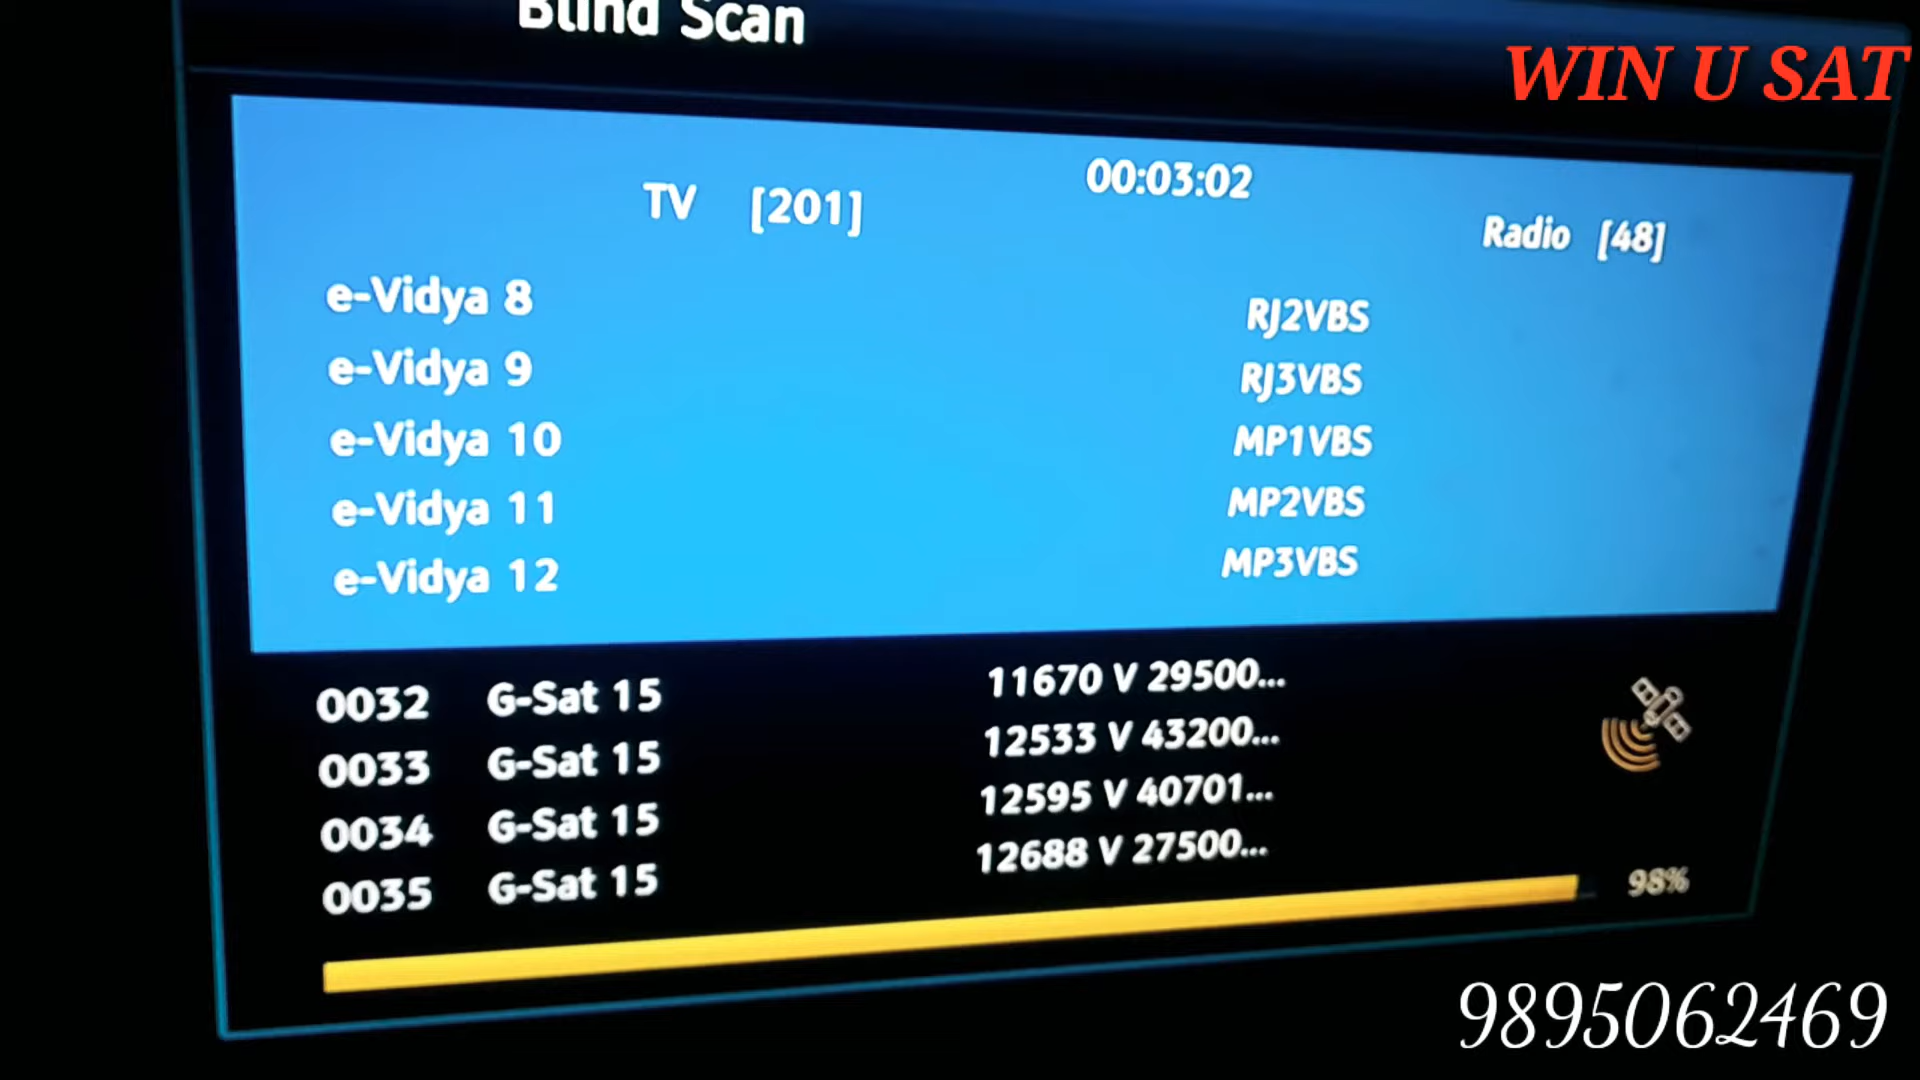 Blind Scan
WIN U SAT
00:03:02
TV [201]
Radio [48]
e-Vidya 8
e-Vidya 9
e-Vidya 10
e-Vidya 11
e-Vidya 12
RJ2VBS
RJ3VBS
MP1VBS
MP2VBS
MP3VBS
0032 G-Sat 15 11670 V 29500...
0033 G-Sat 15 12533 V 43200...
0034 G-Sat 15 12595 V 40701...
0035 G-Sat 15 12688 V 27500...
98%
9895062469